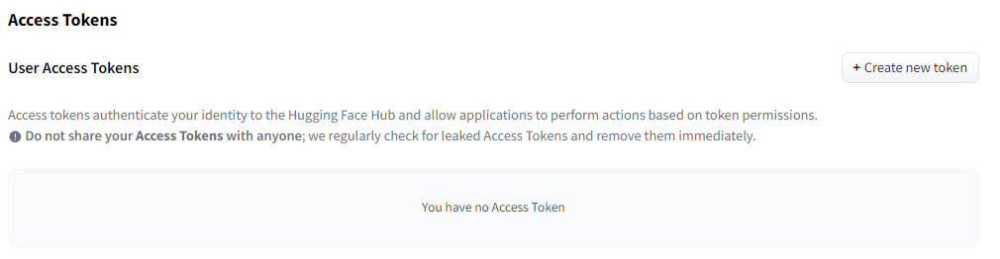 Access Tokens
User Access Tokens
+ Create new token
Access tokens authenticate your identity to the Hugging Face Hub and allow applications to perform actions based on token permissions.
! Do not share your Access Tokens with anyone; we regularly check for leaked Access Tokens and remove them immediately.
You have no Access Token